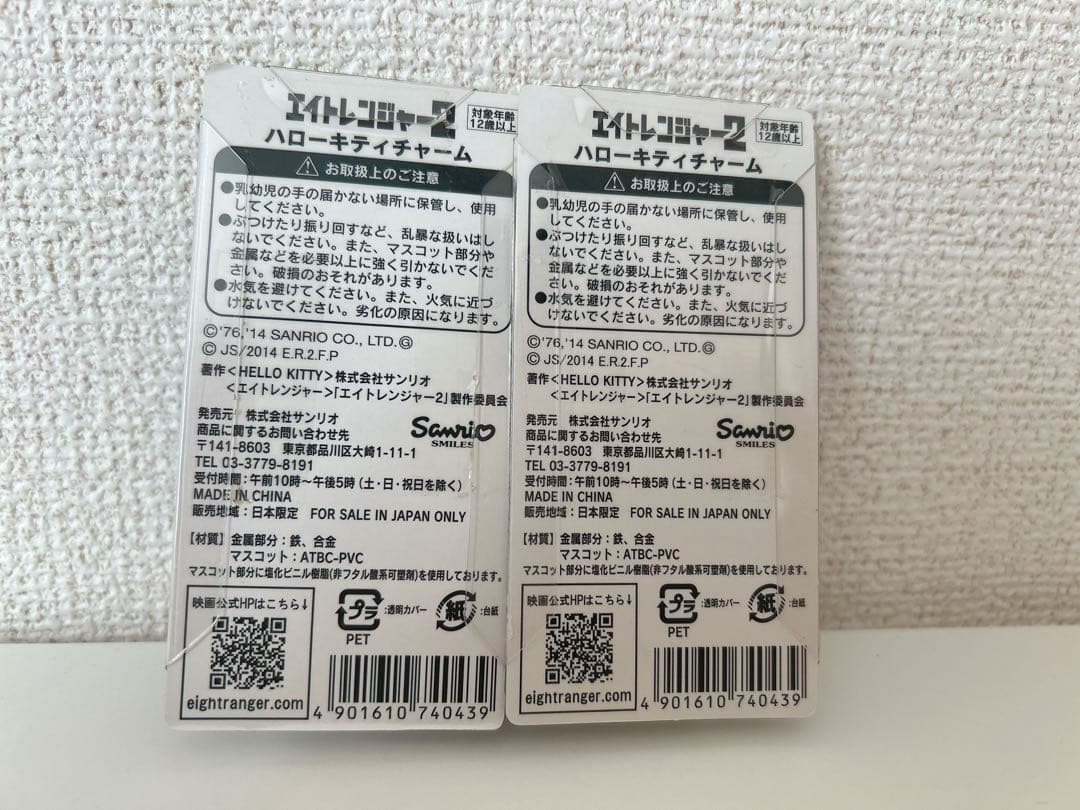 エイトレンジャー2
対象年齢
12歳以上
ハローキティチャーム
お取扱上のご注意
●乳幼児の手の届かない場所に保管し、使用
してください。
●ぶつけたり振り回すなど、乱暴な扱いはし
ないでください。また、マスコット部分や
金属などを必要以上に強く引かないでくだ
さい。破損のおそれがあります。
●水気を避けてください。また、火気に近づ
けないでください。劣化の原因になります。
©'76,'14 SANRIO CO., LTD. Ⓖ
© JS/2014 E.R.2.F.P
著作<HELLO KITTY>株式会社サンリオ
<エイトレンジャー>「エイトレンジャー2」製作委員会
発売元 株式会社サンリオ
商品に関するお問い合わせ先
〒141-8603 東京都品川区大崎1-11-1
TEL 03-3779-8191
受付時間:午前10時～午後5時(土・日・祝日を除く)
MADE IN CHINA
販売地域:日本限定 FOR SALE IN JAPAN ONLY
Sanrio
SMILES
【材質】 金属部分:鉄、合金
マスコット:ATBC-PVC
マスコット部分に塩化ビニル樹脂(非フタル酸系可塑剤)を使用しております。
映画公式HPはこちら↓
eightranger.com
プラ
:透明カバー
PET
紙
:台紙
4 901610 740439
エイトレンジャー2
対象年齢
12歳以上
ハローキティチャーム
お取扱上のご注意
●乳幼児の手の届かない場所に保管し、使用
してください。
●ぶつけたり振り回すなど、乱暴な扱いはし
ないでください。また、マスコット部分や
金属などを必要以上に強く引かないでくだ
さい。破損のおそれがあります。
●水気を避けてください。また、火気に近づ
けないでください。劣化の原因になります。
©'76,'14 SANRIO CO., LTD. Ⓖ
© JS/2014 E.R.2.F.P
著作<HELLO KITTY>株式会社サンリオ
<エイトレンジャー>「エイトレンジャー2」製作委員会
発売元 株式会社サンリオ
商品に関するお問い合わせ先
〒141-8603 東京都品川区大崎1-11-1
TEL 03-3779-8191
受付時間:午前10時～午後5時(土・日・祝日を除く)
MADE IN CHINA
販売地域:日本限定 FOR SALE IN JAPAN ONLY
Sanrio
SMILES
【材質】 金属部分:鉄、合金
マスコット:ATBC-PVC
マスコット部分に塩化ビニル樹脂(非フタル酸系可塑剤)を使用しております。
映画公式HPはこちら↓
eightranger.com
プラ
:透明カバー
PET
紙
:台紙
4 901610 740439